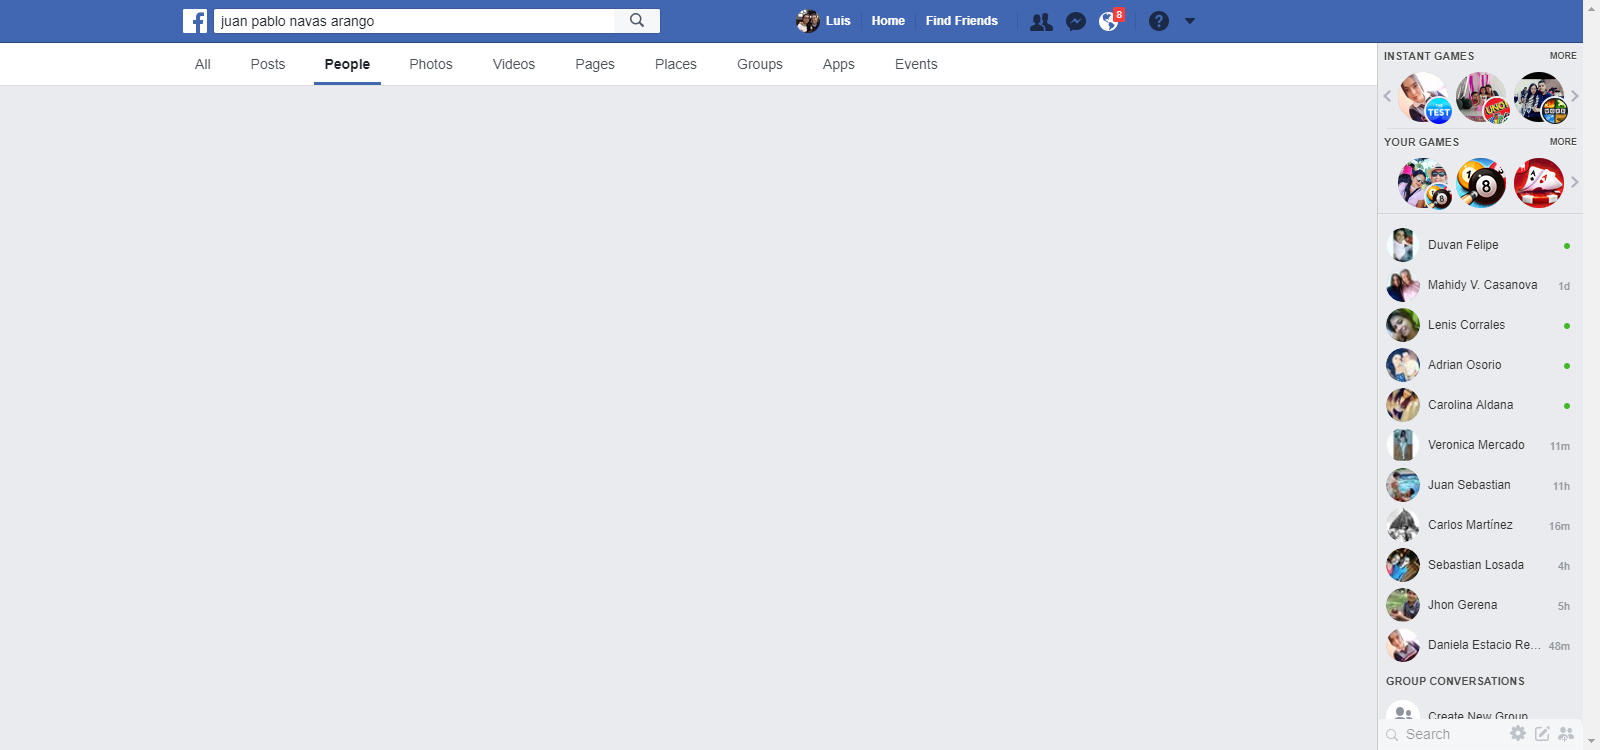 juan pablo navas arango
Luis Home Find Friends 8
All Posts People Photos Videos Pages Places Groups Apps Events
INSTANT GAMES MORE
THE TEST UNO
YOUR GAMES MORE
8 8
Duvan Felipe
Mahidy V. Casanova 1d
Lenis Corrales
Adrian Osorio
Carolina Aldana
Veronica Mercado 11m
Juan Sebastian 11h
Carlos Martínez 16m
Sebastian Losada 4h
Jhon Gerena 5h
Daniela Estacio Re... 48m
GROUP CONVERSATIONS
Create New Group
Search